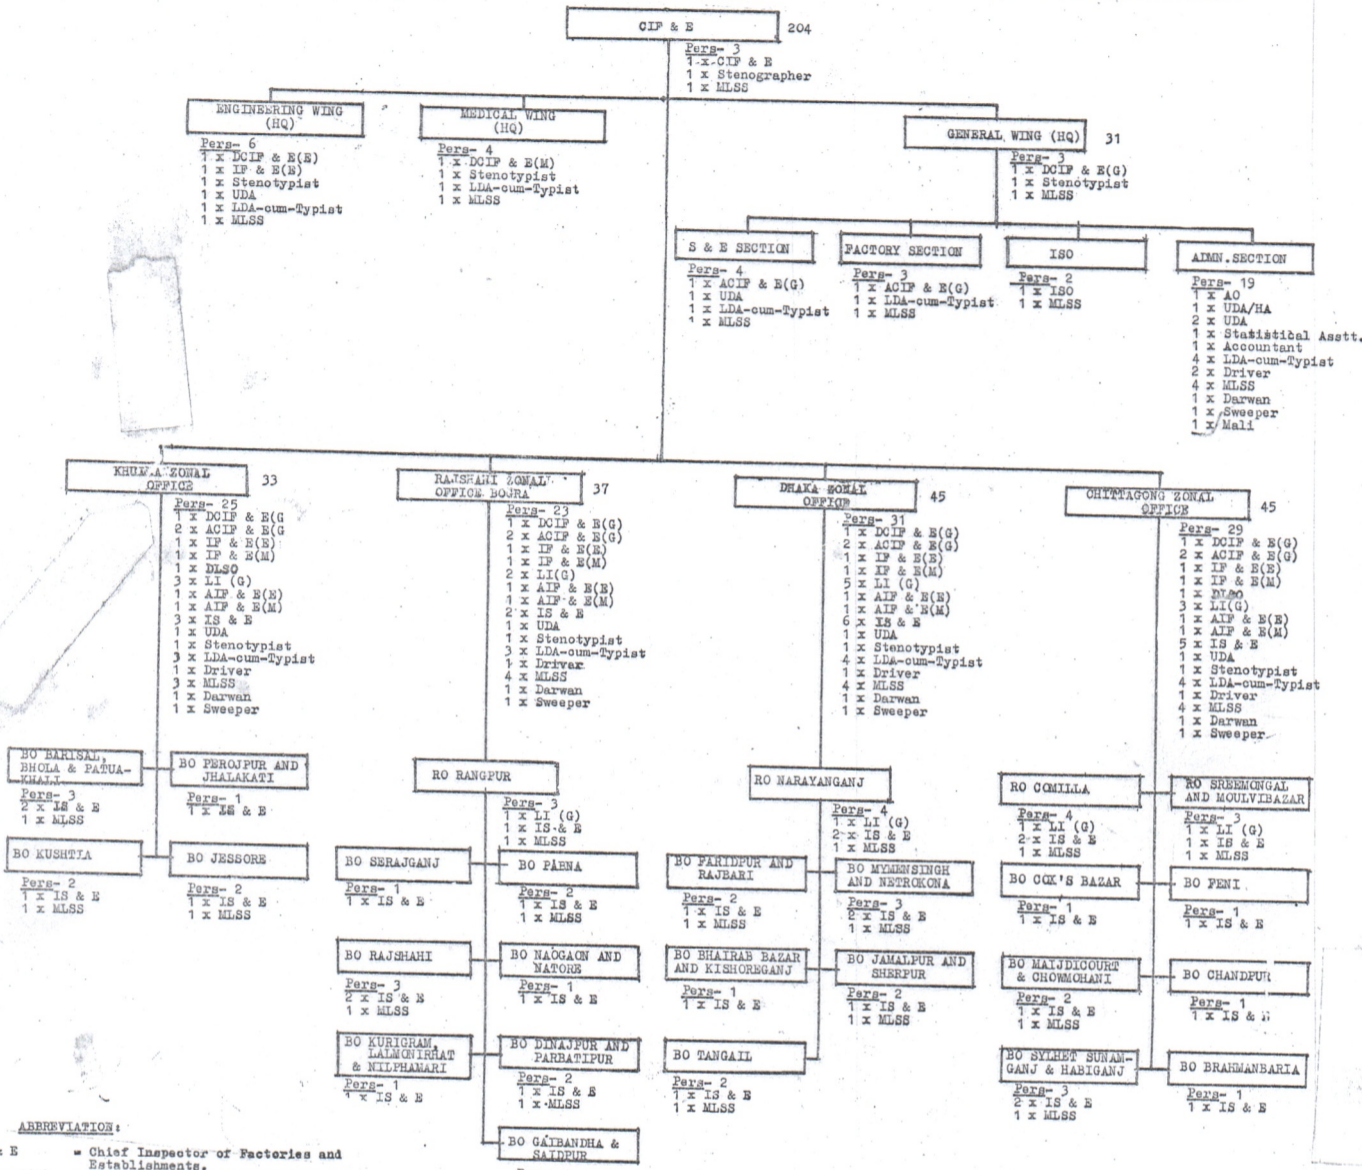 CIF & E
204
Pers- 3
1 x CIF & E
1 x Stenographer
1 x MLSS
ENGINEERING WING
(HQ)
Pers- 6
1 x DCIF & E(E)
1 x IF & E(E)
1 x Stenotypist
1 x UDA
1 x LDA-cum-Typist
1 x MLSS
MEDICAL WING
(HQ)
Pers- 4
1 x DCIF & E(M)
1 x Stenotypist
1 x LDA-cum-Typist
1 x MLSS
GENERAL WING (HQ)
31
Pers- 3
1 x DCIF & E(G)
1 x Stenotypist
1 x MLSS
S & E SECTION
Pers- 4
1 x ACIF & E(G)
1 x UDA
1 x LDA-cum-Typist
1 x MLSS
FACTORY SECTION
Pers- 3
1 x ACIF & E(G)
1 x LDA-cum-Typist
1 x MLSS
ISO
Pers- 2
1 x ISO
1 x MLSS
ADMN.SECTION
Pers- 19
1 x AO
1 x UDA/HA
2 x UDA
1 x Statistical Asstt.
1 x Accountant
4 x LDA-cum-Typist
2 x Driver
4 x MLSS
1 x Darwan
1 x Sweeper
1 x Mali
ZONAL
OFFICE
33
Pers- 25
1 x DCIF & E(G
2 x ACIF & E(G
1 x IF & E(E)
1 x IF & E(M)
1 x DLSO
3 x LI (G)
1 x AIF & E(E)
1 x AIF & E(M)
3 x IS & E
1 x UDA
1 x Stenotypist
3 x LDA-cum-Typist
1 x Driver
3 x MLSS
1 x Darwan
1 x Sweeper
BO BARISAL,
BHOLA & PATUA-
KHALI
Pers- 3
2 x IS & E
1 x MLSS
BO PEROJPUR AND
JHALAKATI
Pers- 1
1 x IS & E
BO KUSHTIA
Pers- 2
1 x IS & E
1 x MLSS
BO JESSORE
Pers- 2
1 x IS & E
1 x MLSS
RAJSHAHI ZONAL
OFFICE BOJRA
37
Pers- 23
1 x DCIF & E(G)
2 x ACIF & E(G)
1 x IF & E(E)
1 x IF & E(M)
2 x LI(G)
1 x AIF & E(E)
1 x AIF & E(M)
2 x IS & E
1 x UDA
1 x Stenotypist
3 x LDA-cum-Typist
1 x Driver
4 x MLSS
1 x Darwan
1 x Sweeper
RO RANGPUR
Pers- 3
1 x LI (G)
1 x IS & E
1 x MLSS
BO SERAJGANJ
Pers- 1
1 x IS & E
BO PABNA
Pers- 2
1 x IS & E
1 x MLSS
BO RAJSHAHI
Pers- 3
2 x IS & E
1 x MLSS
BO NAOGAON AND
NATORE
Pers- 1
1 x IS & E
BO KURIGRAM,
LALMONIRHAT
& NILPHAMARI
Pers- 1
1 x IS & E
BO DINAJPUR AND
PARBATIPUR
Pers- 2
1 x IS & E
1 x MLSS
BO GAIBANDHA &
SAIDPUR
DHAKA ZONAL
OFFICE
45
Pers- 31
1 x DCIF & E(G)
2 x ACIF & E(G)
1 x IF & E(E)
1 x IF & E(M)
5 x LI (G)
1 x AIF & E(E)
1 x AIF & E(M)
6 x IS & E
1 x UDA
1 x Stenotypist
4 x LDA-cum-Typist
1 x Driver
4 x MLSS
1 x Darwan
1 x Sweeper
RO NARAYANGANJ
Pers- 4
1 x LI (G)
2 x IS & E
1 x MLSS
BO FARIDPUR AND
RAJBARI
Pers- 2
1 x IS & E
1 x MLSS
BO MYMENSINGH
AND NETROKONA
Pers- 3
2 x IS & E
1 x MLSS
BO BHAIRAB BAZAR
AND KISHOREGANJ
Pers- 1
1 x IS & E
BO JAMALPUR AND
SHERPUR
Pers- 2
1 x IS & E
1 x MLSS
BO TANGAIL
Pers- 2
1 x IS & E
1 x MLSS
CHITTAGONG ZONAL
OFFICE
45
Pers- 29
1 x DCIF & E(G)
2 x ACIF & E(G)
1 x IF & E(E)
1 x IF & E(M)
1 x DLSO
3 x LI(G)
1 x AIF & E(E)
1 x AIF & E(M)
5 x IS & E
1 x UDA
1 x Stenotypist
4 x LDA-cum-Typist
1 x Driver
4 x MLSS
1 x Darwan
1 x Sweeper
RO COMILLA
Pers- 4
1 x LI (G)
2 x IS & E
1 x MLSS
RO SREEMONGAL
AND MOULVIBAZAR
Pers- 3
1 x LI (G)
1 x IS & E
1 x MLSS
BO COX'S BAZAR
Pers- 1
1 x IS & E
BO FENI
Pers- 1
1 x IS & E
BO MAIJDICOURT
& CHOWMOHANI
Pers- 2
1 x IS & E
1 x MLSS
BO CHANDPUR
Pers- 1
1 x IS &
BO SYLHET SUNAM-
GANJ & HABIGANJ
Pers- 3
2 x IS & E
1 x MLSS
BO BRAHMANBARIA
Pers- 1
1 x IS & E
ABBREVIATION:
& E = Chief Inspector of Factories and
Establishments.